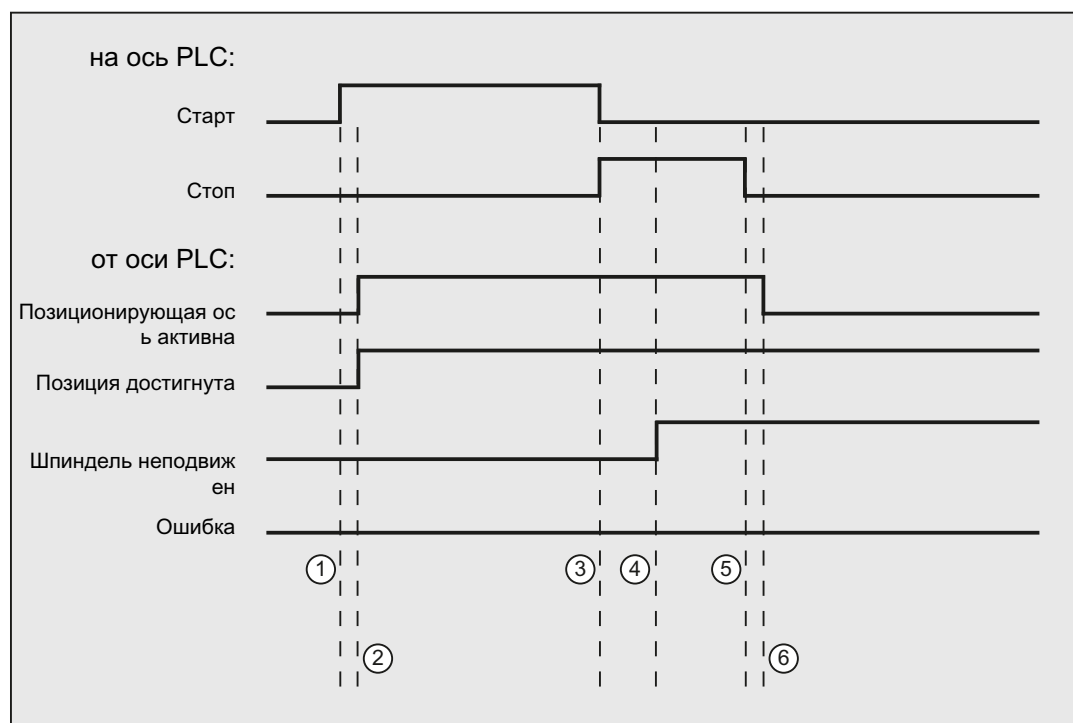 на ось PLC:
Старт
Стоп
от оси PLC:
Позиционирующая ос
ь активна
Позиция достигнута
Шпиндель неподвиж
ен
Ошибка
1
3
4
5
2
6